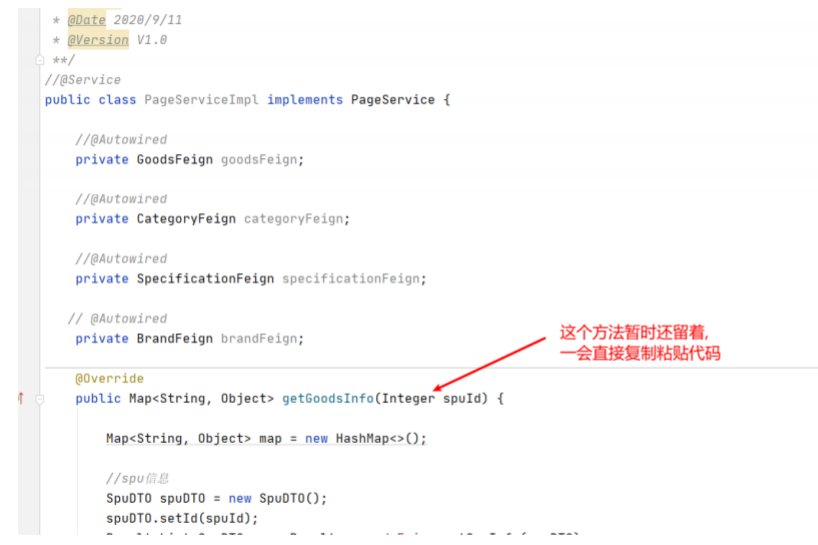 * @Date 2020/9/11
* @Version V1.0
**/
//@Service
public class PageServiceImpl implements PageService {
//@Autowired
private GoodsFeign goodsFeign;
//@Autowired
private CategoryFeign categoryFeign;
//@Autowired
private SpecificationFeign specificationFeign;
// @Autowired
private BrandFeign brandFeign;
这个方法暂时还留着,
一会直接复制粘贴代码
@Override
public Map<String, Object> getGoodsInfo(Integer spuId) {
Map<String, Object> map = new HashMap<>();
//spu信息
SpuDTO spuDTO = new SpuDTO();
spuDTO.setId(spuId);